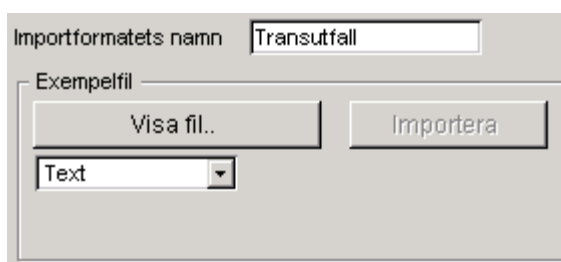 Importformatets namn Transutfall
Exempelfil
Visa fil.. Importera
Text